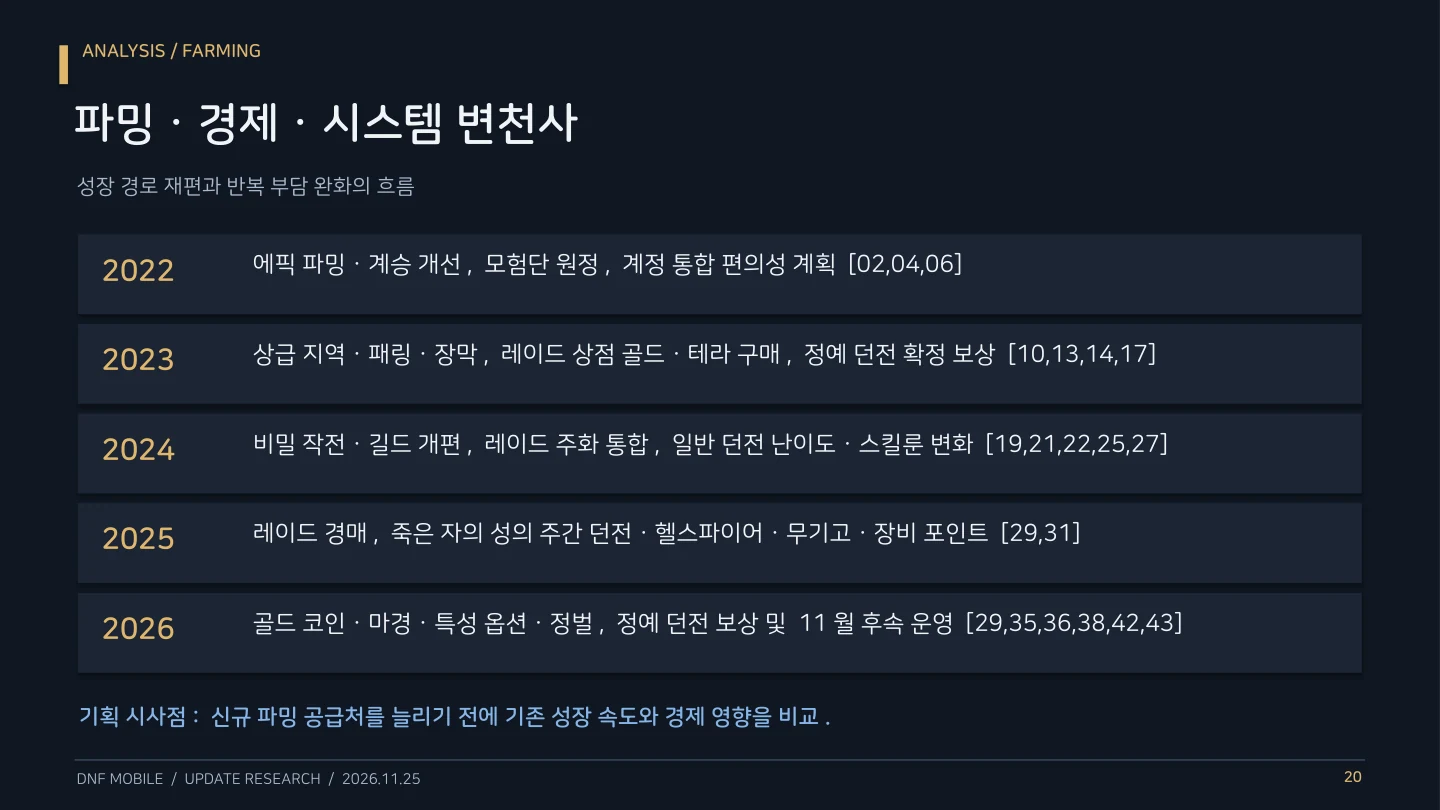 ANALYSIS / FARMING
파밍 · 경제 · 시스템 변천사
성장 경로 재편과 반복 부담 완화의 흐름
2022
에픽 파밍 · 계승 개선 , 모험단 원정 , 계정 통합 편의성 계획 [02,04,06]
2023
상급 지역 · 패링 · 장막 , 레이드 상점 골드 · 테라 구매 , 정예 던전 확정 보상 [10,13,14,17]
2024
비밀 작전 · 길드 개편 , 레이드 주화 통합 , 일반 던전 난이도 · 스킬룬 변화 [19,21,22,25,27]
2025
레이드 경매 , 죽은 자의 성의 주간 던전 · 헬스파이어 · 무기고 · 장비 포인트 [29,31]
2026
골드 코인 · 마경 · 특성 옵션 · 정벌 , 정예 던전 보상 및 11 월 후속 운영 [29,35,36,38,42,43]
기획 시사점 : 신규 파밍 공급처를 늘리기 전에 기존 성장 속도와 경제 영향을 비교 .
DNF MOBILE / UPDATE RESEARCH / 2026.11.25
20